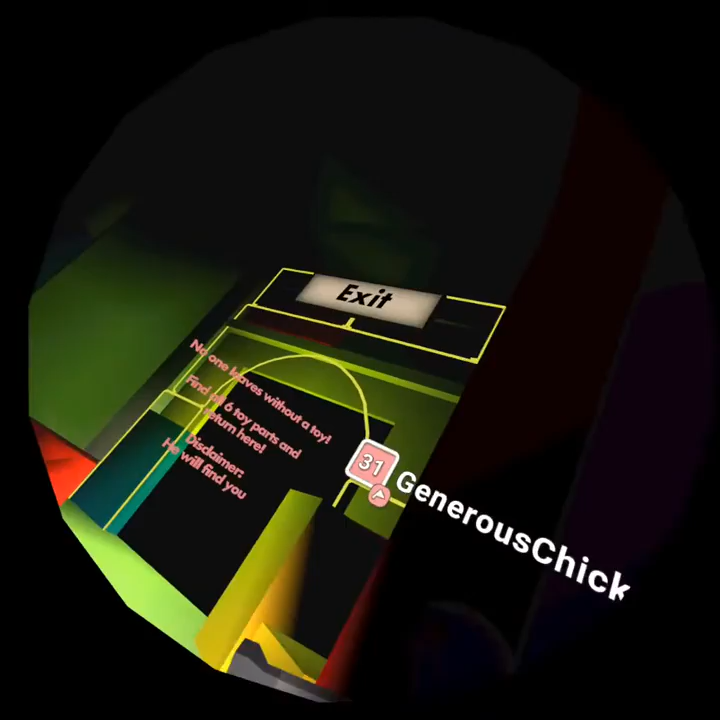 Exit
No one leaves without a toy!
Find all 6 toy parts and
return here!
Disclaimer:
He will find you
31
GenerousChick